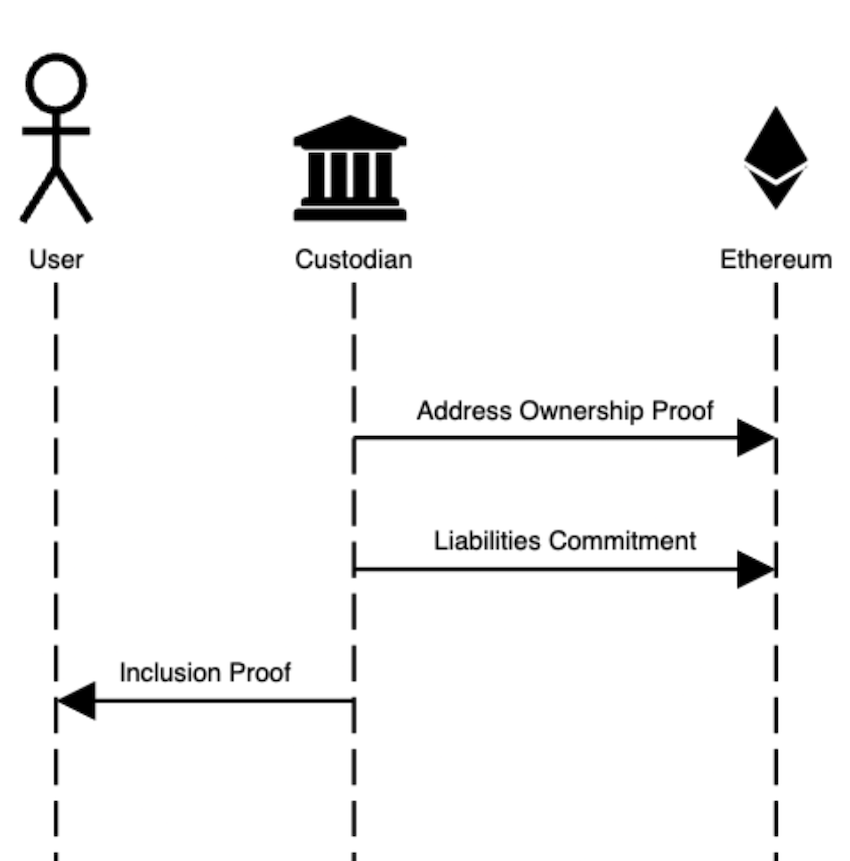 User
Custodian
Ethereum
Address Ownership Proof
Liabilities Commitment
Inclusion Proof